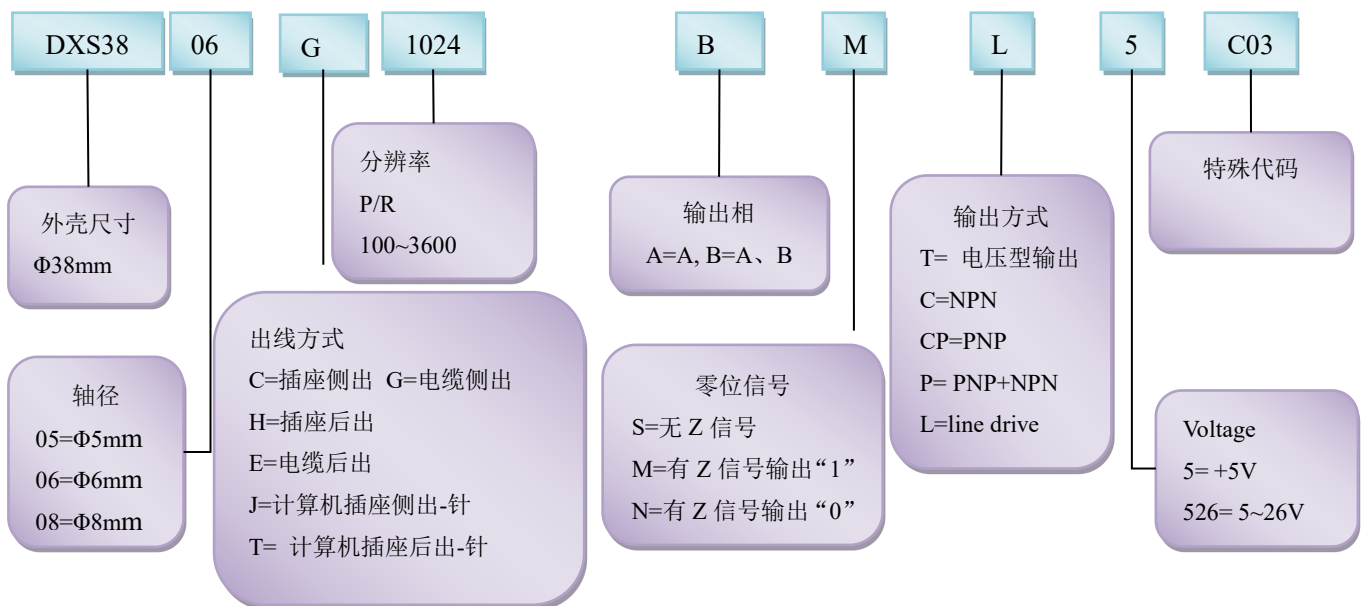 DXS38
06
G
1024
B
M
L
5
C03
外壳尺寸
Φ38mm
轴径
05=Φ5mm
06=Φ6mm
08=Φ8mm
出线方式
C=插座侧出 G=电缆侧出
H=插座后出
E=电缆后出
J=计算机插座侧出-针
T= 计算机插座后出-针
分辨率
P/R
100~3600
输出相
A=A, B=A、B
零位信号
S=无 Z 信号
M=有 Z 信号输出“1”
N=有 Z 信号输出“0”
输出方式
T= 电压型输出
C=NPN
CP=PNP
P= PNP+NPN
L=line drive
Voltage
5= +5V
526= 5~26V
特殊代码